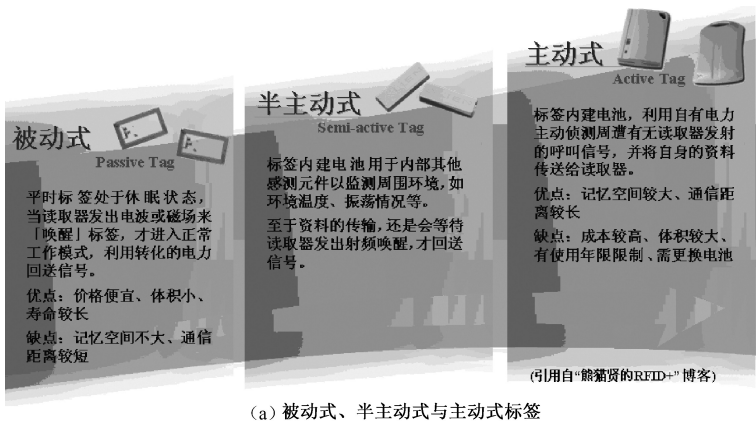 被动式
Passive Tag
平时标签处于休眠状态，
当读取器发出电波或磁场来
「唤醒」标签，才进入正常
工作模式，利用转化的电力
回送信号。
优点：价格便宜、体积小、
寿命较长
缺点：记忆空间不大、通信
距离较短
半主动式
Semi-active Tag
标签内建电池用于内部其他
感测元件以监测周围环境，如
环境温度、振荡情况等。
至于资料的传输，还是会等待
读取器发出射频唤醒，才回送
信号。
主动式
Active Tag
标签内建电池，利用自有电力
主动侦测周遭有无读取器发射
的呼叫信号，并将自身的资料
传送给读取器。
优点：记忆空间较大、通信距
离较长
缺点：成本较高、体积较大、
有使用年限限制、需更换电池
(引用自“熊猫贤的RFID+”博客)
（a）被动式、半主动式与主动式标签